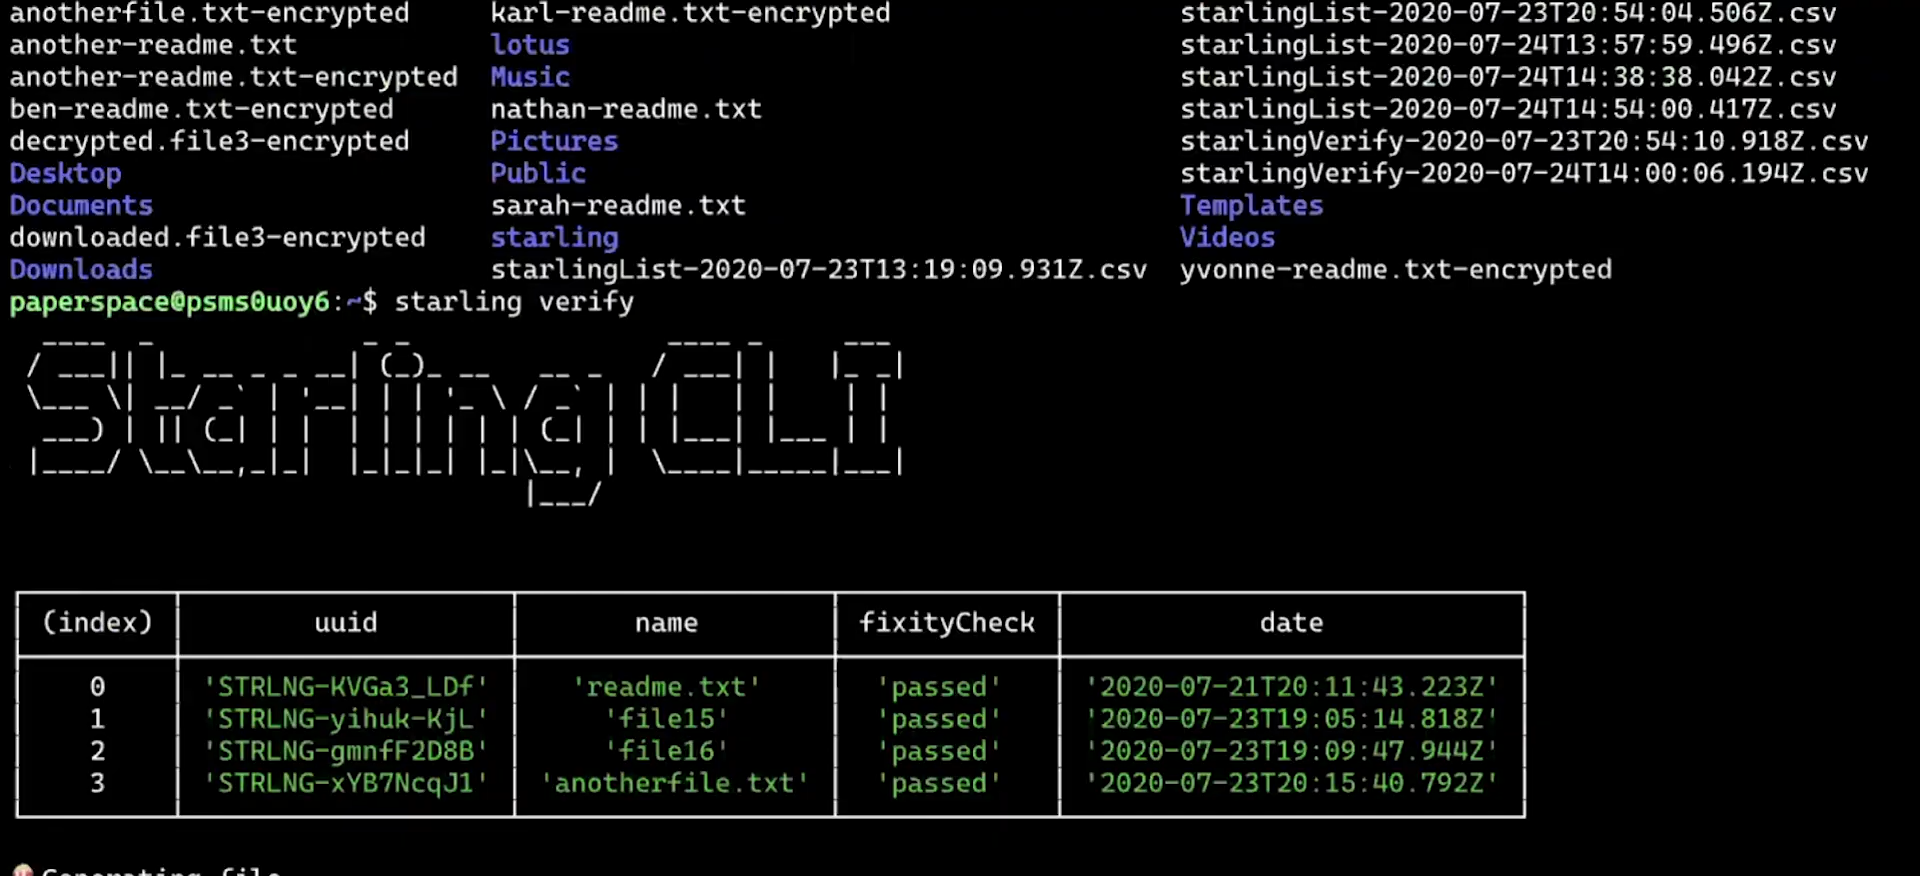 anotherfile.txt-encrypted karl-readme.txt-encrypted starlingList-2020-07-23T20:54:04.506Z.csv
another-readme.txt lotus starlingList-2020-07-24T13:57:59.496Z.csv
another-readme.txt-encrypted Music starlingList-2020-07-24T14:38:38.042Z.csv
ben-readme.txt-encrypted nathan-readme.txt starlingList-2020-07-24T14:54:00.417Z.csv
decrypted.file3-encrypted Pictures starlingVerify-2020-07-23T20:54:10.918Z.csv
Desktop Public starlingVerify-2020-07-24T14:00:06.194Z.csv
Documents sarah-readme.txt Templates
downloaded.file3-encrypted starling Videos
Downloads starlingList-2020-07-23T13:19:09.931Z.csv yvonne-readme.txt-encrypted
paperspace@psms0uoy6:~$ starling verify
Starling CLI
(index) uuid name fixityCheck date
0 'STRLNG-KVGa3_LDf' 'readme.txt' 'passed' '2020-07-21T20:11:43.223Z'
1 'STRLNG-yihuk-KjL' 'file15' 'passed' '2020-07-23T19:05:14.818Z'
2 'STRLNG-gmnfF2D8B' 'file16' 'passed' '2020-07-23T19:09:47.944Z'
3 'STRLNG-xYB7NcqJ1' 'anotherfile.txt' 'passed' '2020-07-23T20:15:40.792Z'
Generating file